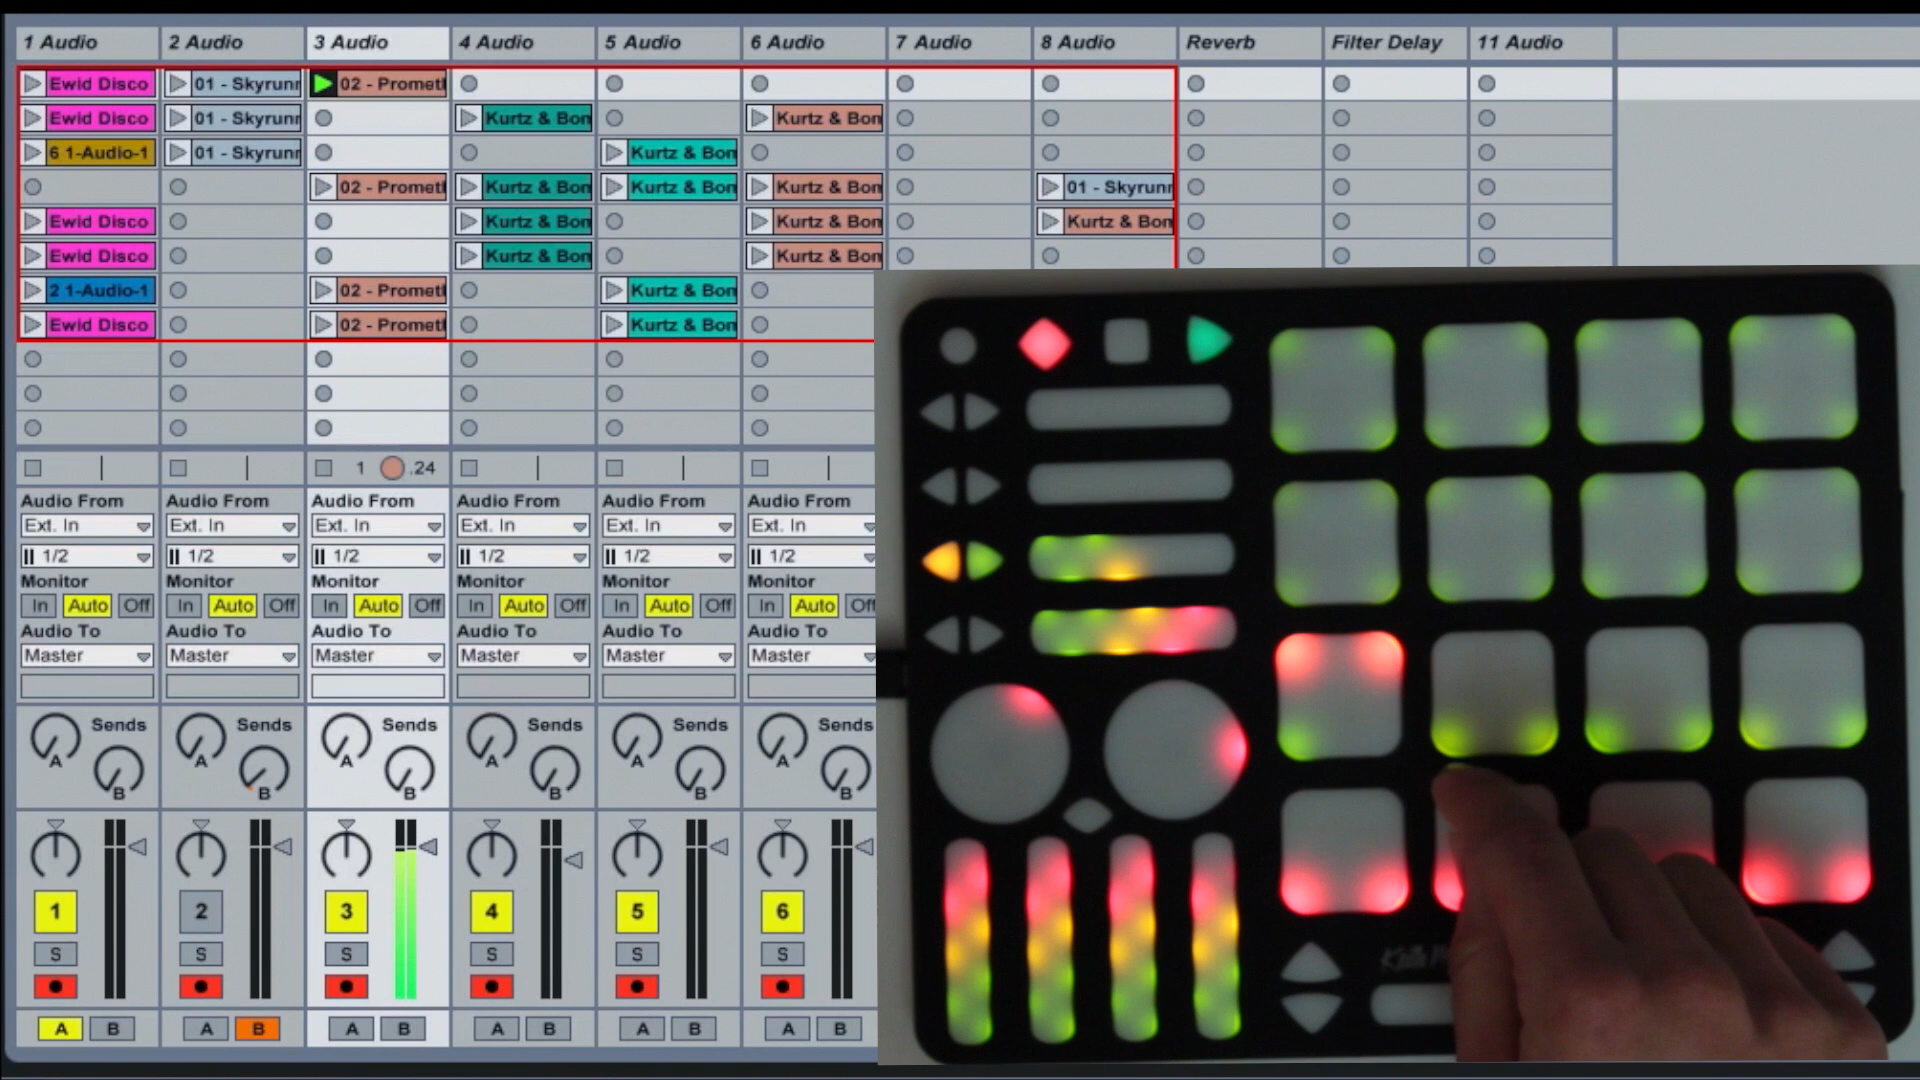 1 Audio 2 Audio 3 Audio 4 Audio 5 Audio 6 Audio 7 Audio 8 Audio Reverb Filter Delay 11 Audio
Ewid Disco 01 - Skyrunr 02 - Prometl
Ewid Disco 01 - Skyrunr Kurtz & Bon Kurtz & Bon
6 1-Audio-1 01 - Skyrunr Kurtz & Bon
02 - Prometl Kurtz & Bon Kurtz & Bon Kurtz & Bon 01 - Skyrunr
Ewid Disco Kurtz & Bon Kurtz & Bon Kurtz & Bon
Ewid Disco Kurtz & Bon Kurtz & Bon
2 1-Audio-1 02 - Prometl Kurtz & Bon
Ewid Disco 02 - Prometl Kurtz & Bon
1 .24
Audio From Audio From Audio From Audio From Audio From Audio From
Ext. In Ext. In Ext. In Ext. In Ext. In Ext. In
1/2 1/2 1/2 1/2 1/2 1/2
Monitor Monitor Monitor Monitor Monitor Monitor
In Auto Off In Auto Off In Auto Off In Auto Off In Auto Off In Auto Of
Audio To Audio To Audio To Audio To Audio To Audio To
Master Master Master Master Master Master
Sends Sends Sends Sends Sends Sends
A A A A A A
B B B B B B
1 2 3 4 5 6
S S S S S S
A B A B A B A B A B A B